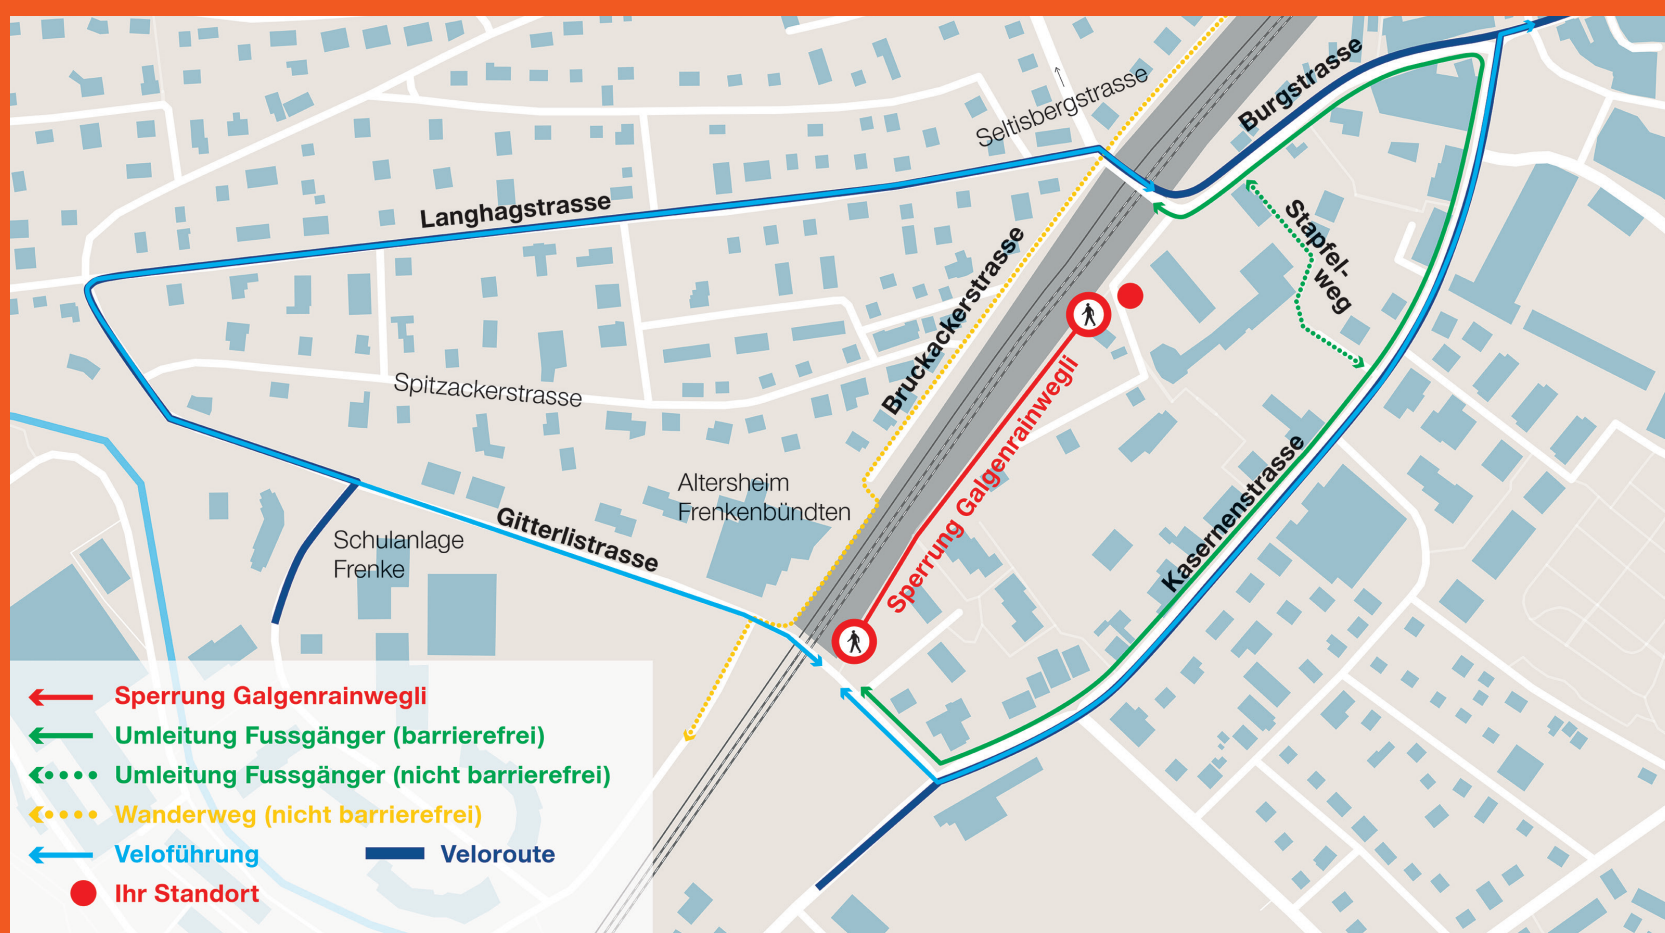 Seltisbergstrasse
Burgstrasse
Langhagstrasse
Stapfel-
weg
Bruckackerstrasse
Sperrung Galgenrainwegli
Spitzackerstrasse
Kasernenstrasse
Altersheim
Frenkenbündten
Gitterlistrasse
Schulanlage
Frenke
Sperrung Galgenrainwegli
Umleitung Fussgänger (barrierefrei)
Umleitung Fussgänger (nicht barrierefrei)
Wanderweg (nicht barrierefrei)
Veloführung
Veloroute
Ihr Standort